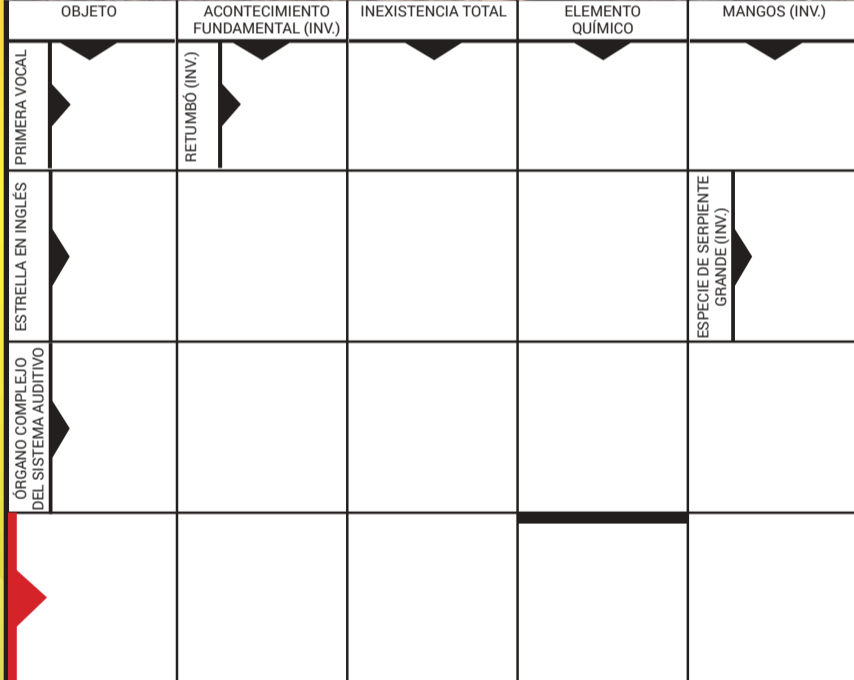 OBJETO
ACONTECIMIENTO
FUNDAMENTAL (INV.)
INEXISTENCIA TOTAL
ELEMENTO
QUÍMICO
MANGOS (INV.)
PRIMERA VOCAL
RETUMBÓ (INV.)
ESTRELLA EN INGLÉS
ESPECIE DE SERPIENTE
GRANDE (INV.)
ÓRGANO COMPLEJO
DEL SISTEMA AUDITIVO